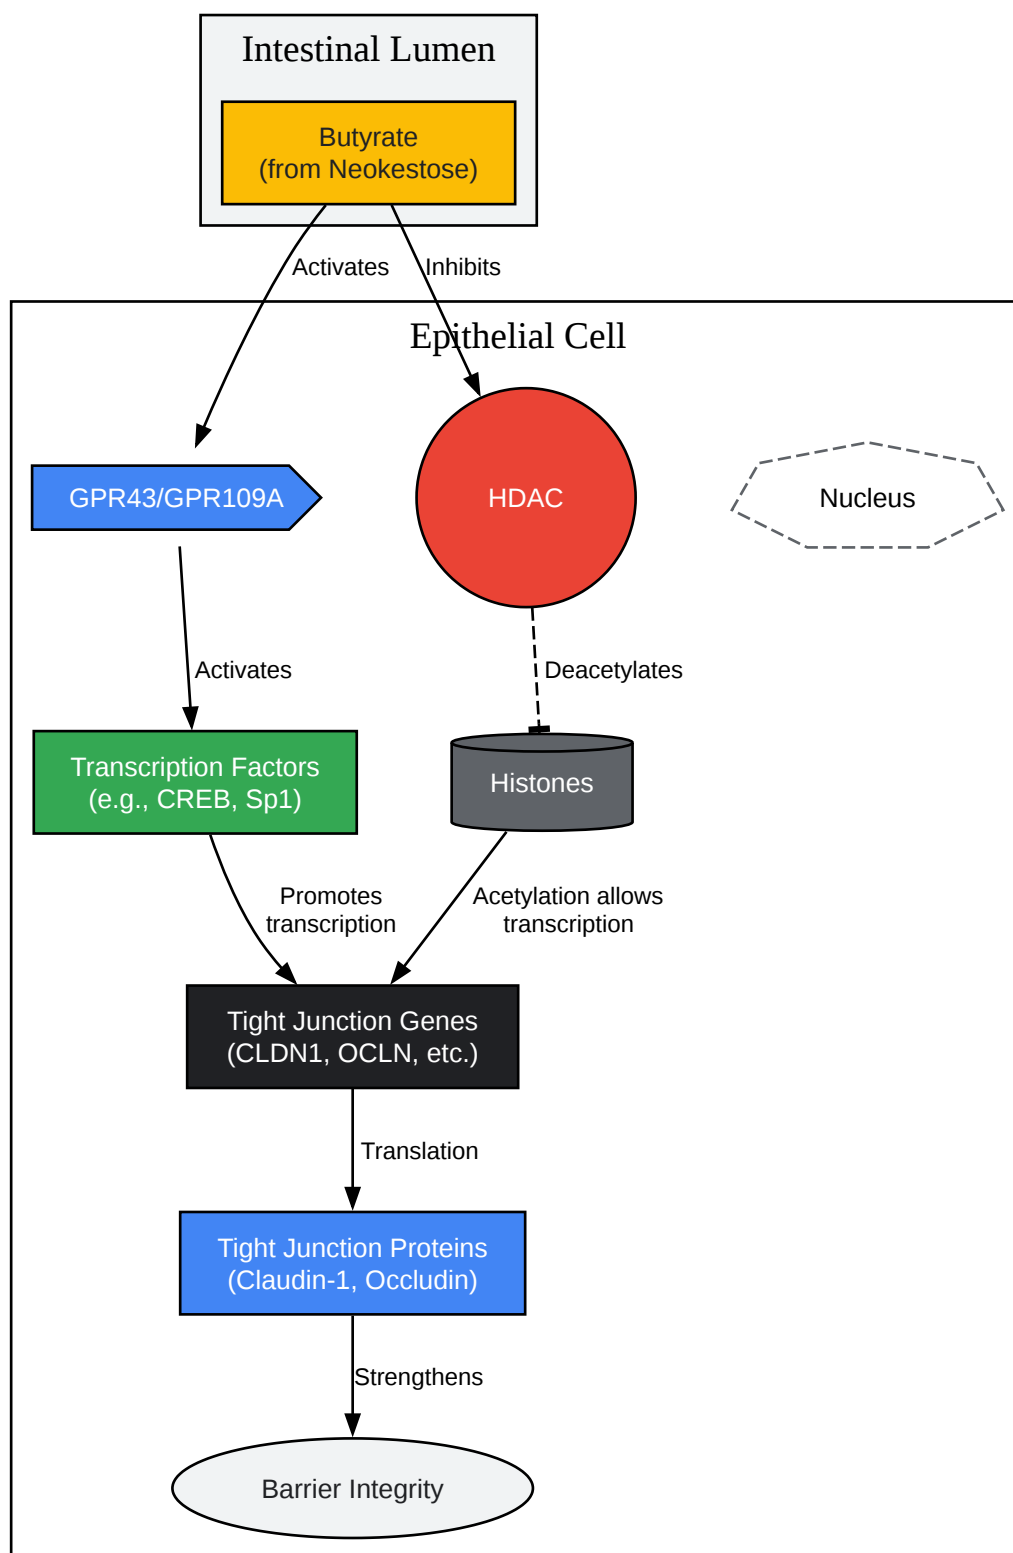 Intestinal Lumen
Butyrate
(from Neokestose)
Activates
Inhibits
Epithelial Cell
GPR43/GPR109A
HDAC
Nucleus
Activates
Deacetylates
Transcription Factors
(e.g., CREB, Sp1)
Histones
Promotes
transcription
Acetylation allows
transcription
Tight Junction Genes
(CLDN1, OCLN, etc.)
Translation
Tight Junction Proteins
(Claudin-1, Occludin)
Strengthens
Barrier Integrity